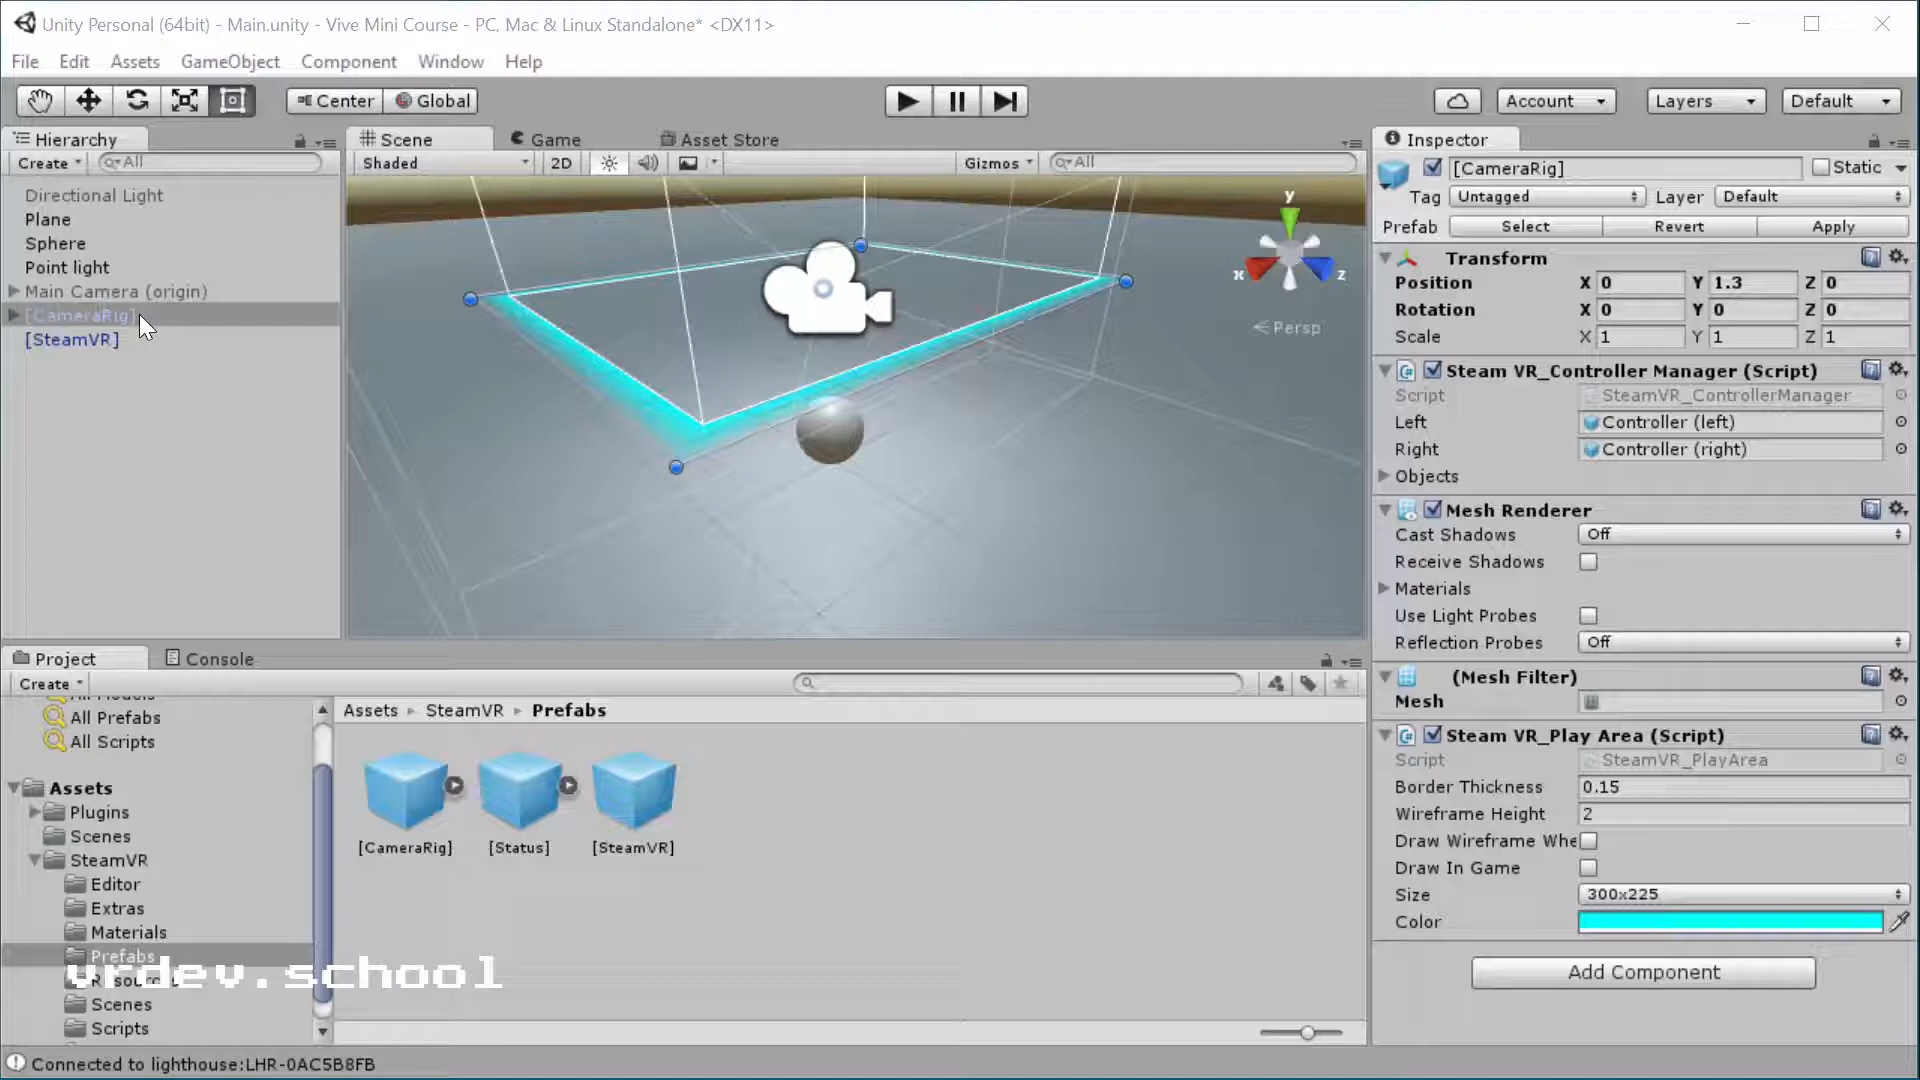 Unity Personal (64bit) - Main.unity - Vive Mini Course - PC, Mac & Linux Standalone* <DX11>
File Edit Assets GameObject Component Window Help
Center Global Account Layers Default
Hierarchy
Create All
Directional Light
Plane
Sphere
Point light
Main Camera (origin)
[CameraRig]
[SteamVR]
Scene Game Asset Store
Shaded 2D Gizmos All
y
x z
Persp
Inspector
[CameraRig] Static
Tag Untagged Layer Default
Prefab Select Revert Apply
Transform
Position X 0 Y 1.3 Z 0
Rotation X 0 Y 0 Z 0
Scale X 1 Y 1 Z 1
Steam VR_Controller Manager (Script)
Script SteamVR_ControllerManager
Left Controller (left)
Right Controller (right)
Objects
Mesh Renderer
Cast Shadows Off
Receive Shadows
Materials
Use Light Probes
Reflection Probes Off
(Mesh Filter)
Mesh
Steam VR_Play Area (Script)
Script SteamVR_PlayArea
Border Thickness 0.15
Wireframe Height 2
Draw Wireframe Whe
Draw In Game
Size 300x225
Color
Add Component
Project Console
Create
All Models
All Prefabs
All Scripts
Assets
Plugins
Scenes
SteamVR
Editor
Extras
Materials
Prefabs
Scenes
Scripts
Assets SteamVR Prefabs
[CameraRig] [Status] [SteamVR]
vrdev.school
Connected to lighthouse:LHR-0AC5B8FB